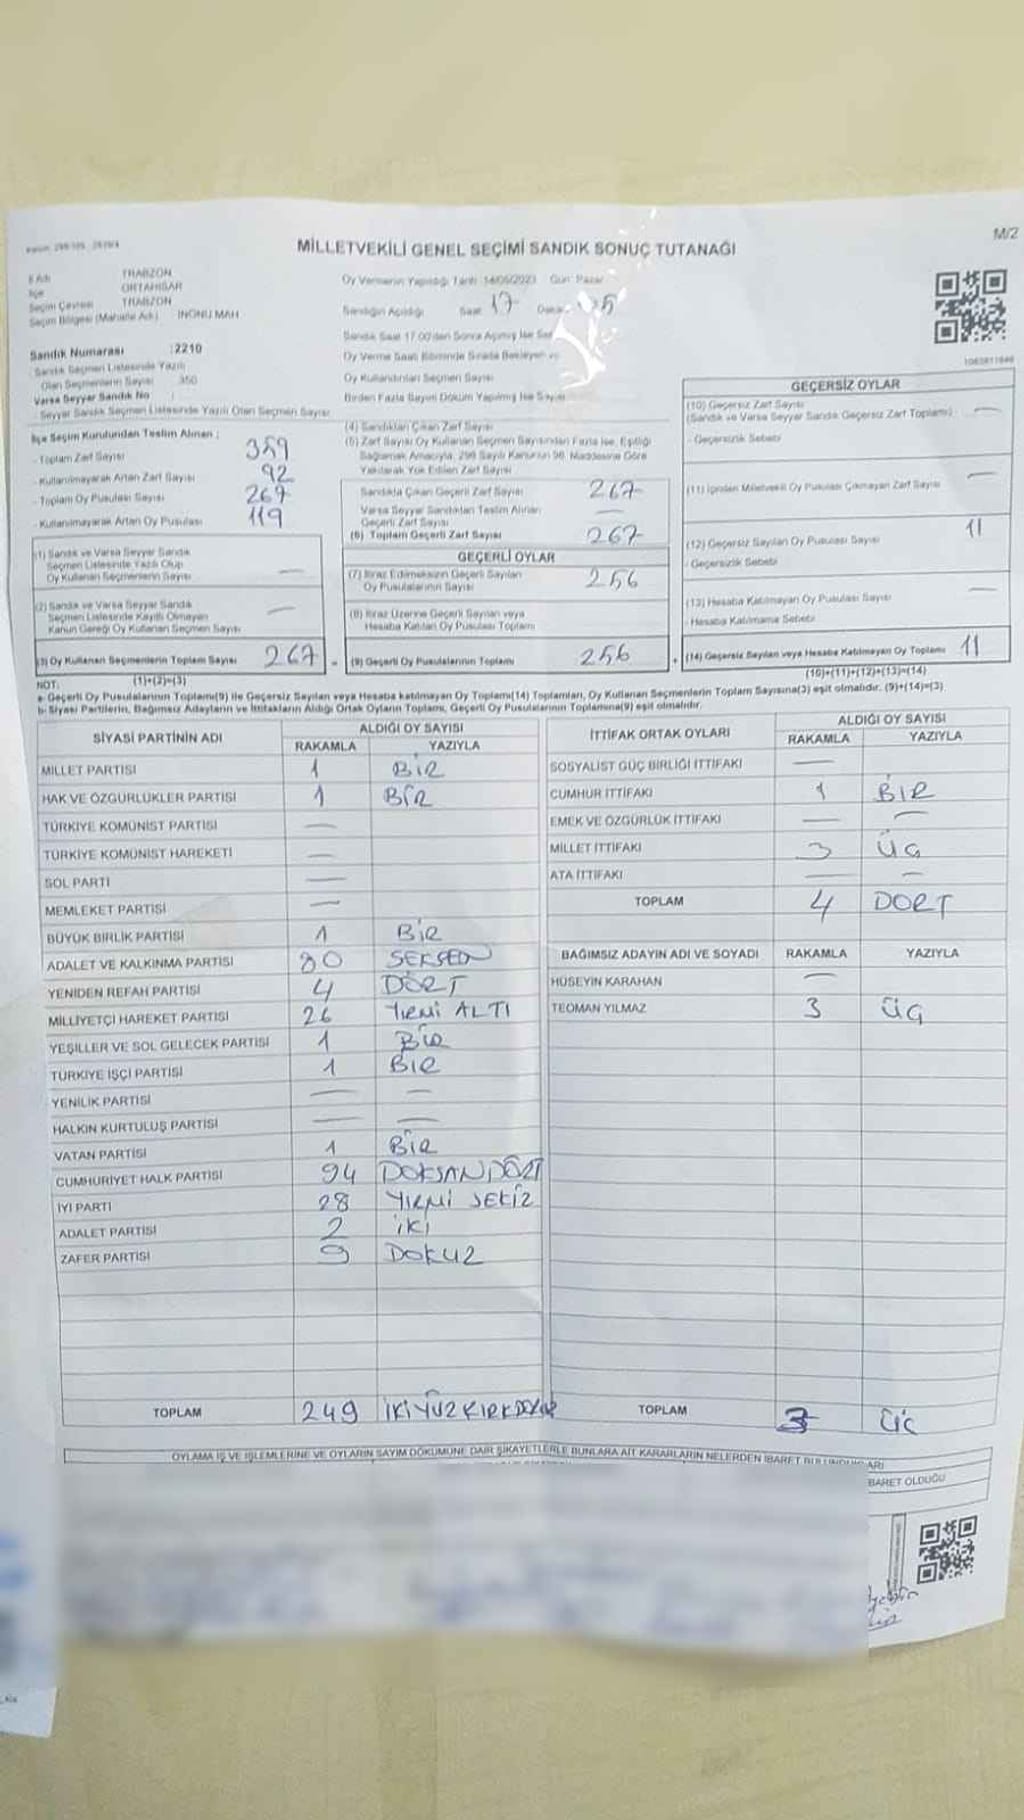 M/2
MİLLETVEKİLİ GENEL SEÇİMİ SANDIK SONUÇ TUTANAĞI
İl Adı TRABZON
İlçe ORTAHİSAR
Seçim Çevresi TRABZON
Seçim Bölgesi (Mahalle Adı) İNÖNÜ MAH
Sandık Numarası :2210
Sandık Seçmen Listesinde Yazılı
Olan Seçmenlerin Sayısı : 350
Varsa Seyyar Sandık No :
Seyyar Sandık Seçmen Listesinde Yazılı Olan Seçmen Sayısı
Oy Vermenin Yapıldığı Tarih 14/05/2023 Gün: Pazar
Sandığın Açıldığı Saat 17
Sandık Saat 17.00'den Sonra Açılmış İse
Oy Verme Saati Bitiminde Sırada Bekleyen ve
Oy Kullandırılan Seçmen Sayısı
Birden Fazla Sayım Döküm Yapılmış İse Sayısı
İlçe Seçim Kurulundan Teslim Alınan :
- Toplam Zarf Sayısı 359
- Kullanılmayarak Artan Zarf Sayısı 92
- Toplam Oy Pusulası Sayısı 267
- Kullanılmayarak Artan Oy Pusulası 119
(1) Sandık ve Varsa Seyyar Sandık
Seçmen Listesinde Yazılı Olup
Oy Kullanan Seçmenlerin Sayısı —
(2) Sandık ve Varsa Seyyar Sandık
Seçmen Listesinde Kayıtlı Olmayan
Kanun Gereği Oy Kullanan Seçmen Sayısı —
(3) Oy Kullanan Seçmenlerin Toplam Sayısı 267
(4) Sandıktan Çıkan Zarf Sayısı
(5) Zarf Sayısı Oy Kullanan Seçmen Sayısından Fazla İse, Eşitliği
Sağlamak Amacıyla, 298 Sayılı Kanunun 98. Maddesine Göre
Yakılarak Yok Edilen Zarf Sayısı
Sandıkta Çıkan Geçerli Zarf Sayısı 267
Varsa Seyyar Sandıktan Teslim Alınan
Geçerli Zarf Sayısı —
(6) Toplam Geçerli Zarf Sayısı 267
GEÇERLİ OYLAR
(7) İtiraz Edilmeksizin Geçerli Sayılan
Oy Pusulalarının Sayısı 256
(8) İtiraz Üzerine Geçerli Sayılan veya
Hesaba Katılan Oy Pusulası Toplamı
= (9) Geçerli Oy Pusulalarının Toplamı 256
GEÇERSİZ OYLAR
(10) Geçersiz Zarf Sayısı
(Sandık ve Varsa Seyyar Sandık Geçersiz Zarf Toplamı) —
- Geçersizlik Sebebi
(11) İçinden Milletvekili Oy Pusulası Çıkmayan Zarf Sayısı —
(12) Geçersiz Sayılan Oy Pusulası Sayısı 11
- Geçersizlik Sebebi
(13) Hesaba Katılmayan Oy Pusulası Sayısı —
- Hesaba Katılmama Sebebi
+ (14) Geçersiz Sayılan veya Hesaba Katılmayan Oy Toplamı 11
NOT: (1)+(2)=(3) (10)+(11)+(12)+(13)=(14)
a- Geçerli Oy Pusulalarının Toplamı(9) ile Geçersiz Sayılan veya Hesaba katılmayan Oy Toplamı(14) Toplamları, Oy Kullanan Seçmenlerin Toplam Sayısına(3) eşit olmalıdır. (9)+(14)=(3)
b- Siyasi Partilerin, Bağımsız Adayların ve İttifakların Aldığı Ortak Oyların Toplamı, Geçerli Oy Pusulalarının Toplamına(9) eşit olmalıdır.
SİYASİ PARTİNİN ADI ALDIĞI OY SAYISI
RAKAMLA YAZIYLA
MİLLET PARTİSİ 1 BİR
HAK VE ÖZGÜRLÜKLER PARTİSİ 1 BİR
TÜRKİYE KOMÜNİST PARTİSİ —
TÜRKİYE KOMÜNİST HAREKETİ —
SOL PARTİ —
MEMLEKET PARTİSİ —
BÜYÜK BİRLİK PARTİSİ 1 BİR
ADALET VE KALKINMA PARTİSİ 80 SEKSEN
YENİDEN REFAH PARTİSİ 4 DÖRT
MİLLİYETÇİ HAREKET PARTİSİ 26 YİRMİ ALTI
YEŞİLLER VE SOL GELECEK PARTİSİ 1 BİR
TÜRKİYE İŞÇİ PARTİSİ 1 BİR
YENİLİK PARTİSİ — —
HALKIN KURTULUŞ PARTİSİ — —
VATAN PARTİSİ 1 BİR
CUMHURİYET HALK PARTİSİ 94 DOKSAN DÖRT
İYİ PARTİ 28 YİRMİ SEKİZ
ADALET PARTİSİ 2 İKİ
ZAFER PARTİSİ 9 DOKUZ
TOPLAM 249 İKİYÜZKIRKDOKUZ
İTTİFAK ORTAK OYLARI ALDIĞI OY SAYISI
RAKAMLA YAZIYLA
SOSYALİST GÜÇ BİRLİĞİ İTTİFAKI —
CUMHUR İTTİFAKI 1 BİR
EMEK VE ÖZGÜRLÜK İTTİFAKI — —
MİLLET İTTİFAKI 3 ÜÇ
ATA İTTİFAKI — —
TOPLAM 4 DÖRT
BAĞIMSIZ ADAYIN ADI VE SOYADI RAKAMLA YAZIYLA
HÜSEYİN KARAHAN —
TEOMAN YILMAZ 3 ÜÇ
TOPLAM 3 ÜÇ
OYLAMA İŞ VE İŞLEMLERİNE VE OYLARIN SAYIM DÖKÜMÜNE DAİR ŞİKAYETLERLE BUNLARA AİT KARARLARIN NELERDEN İBARET BULUNDUKLARI
BARET OLDUĞU